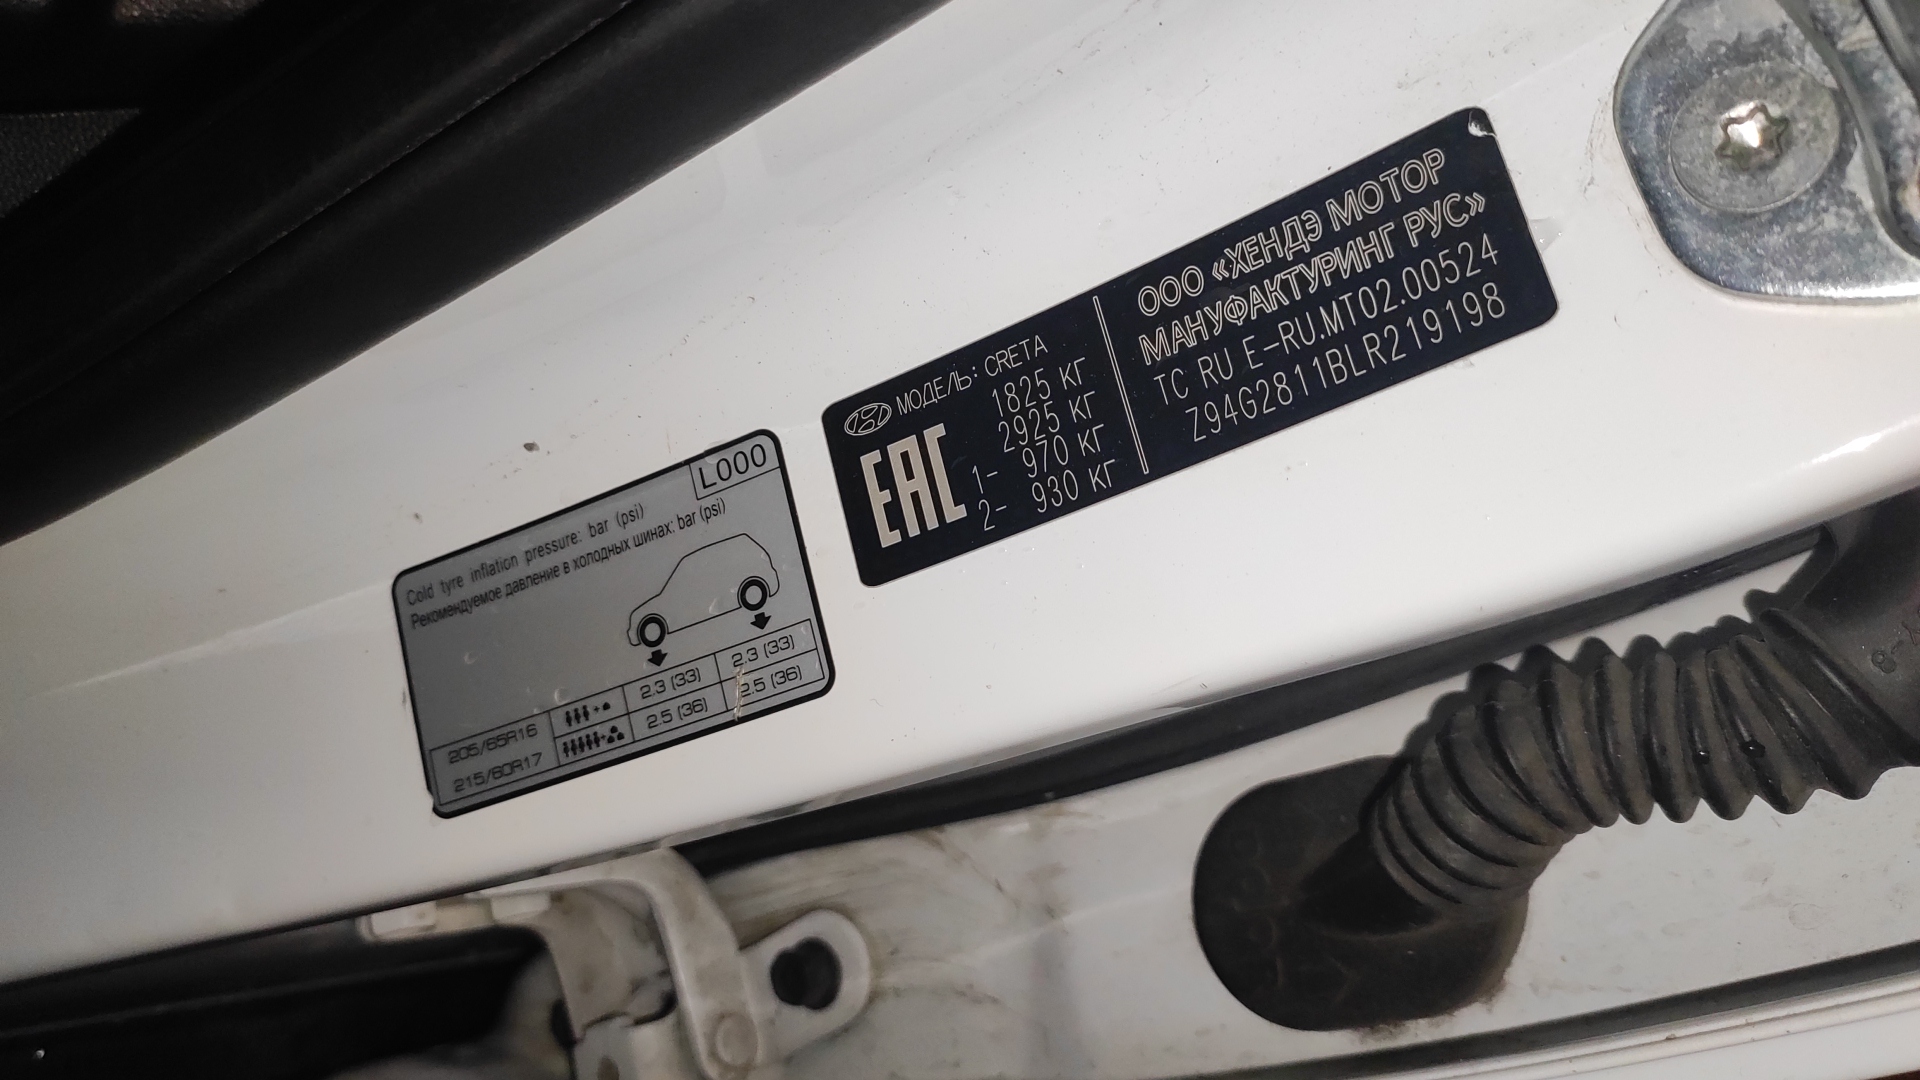 L000
Cold tyre inflation pressure: bar (psi)
Рекомендуемое давление в холодных шинах: bar (psi)
205/65R16
215/60R17
2.3 (33) 2.3 (33)
2.5 (36) 2.5 (36)
МОДЕЛЬ: CRETA
EAC
1825 КГ
2925 КГ
1- 970 КГ
2- 930 КГ
ООО «ХЕНДЭ МОТОР
МАНУФАКТУРИНГ РУС»
ТС RU E-RU.MT02.00524
Z94G2811BLR219198